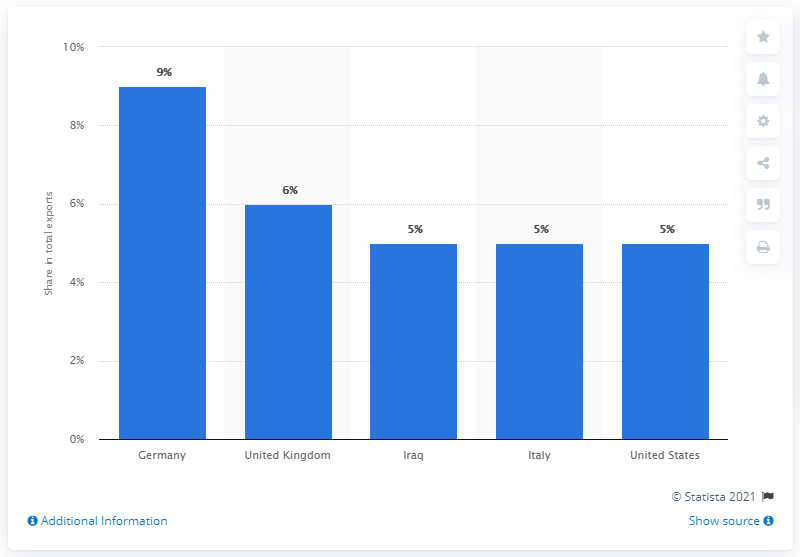 10%
8%
6%
4%
2%
0%
Share in total exports
9%
6%
5%
5%
5%
Germany
United Kingdom
Iraq
Italy
United States
© Statista 2021
Additional Information
Show source